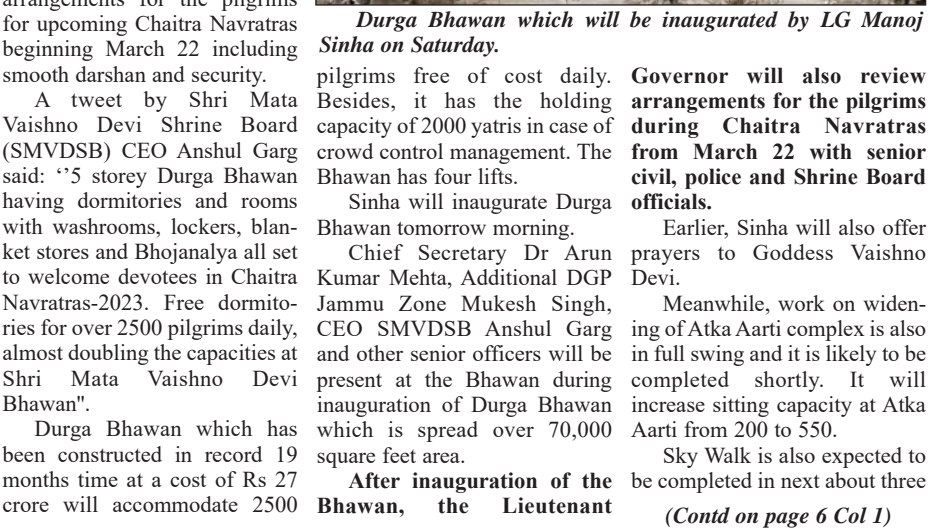 arrangements for the pilgrims
for upcoming Chaitra Navratras
beginning March 22 including
smooth darshan and security.
A tweet by Shri Mata
Vaishno Devi Shrine Board
(SMVDSB) CEO Anshul Garg
said: ‘’5 storey Durga Bhawan
having dormitories and rooms
with washrooms, lockers, blan-
ket stores and Bhojanalya all set
to welcome devotees in Chaitra
Navratras-2023. Free dormito-
ries for over 2500 pilgrims daily,
almost doubling the capacities at
Shri Mata Vaishno Devi
Bhawan".
Durga Bhawan which has
been constructed in record 19
months time at a cost of Rs 27
crore will accommodate 2500
Durga Bhawan which will be inaugurated by LG Manoj
Sinha on Saturday.
pilgrims free of cost daily.
Besides, it has the holding
capacity of 2000 yatris in case of
crowd control management. The
Bhawan has four lifts.
Sinha will inaugurate Durga
Bhawan tomorrow morning.
Chief Secretary Dr Arun
Kumar Mehta, Additional DGP
Jammu Zone Mukesh Singh,
CEO SMVDSB Anshul Garg
and other senior officers will be
present at the Bhawan during
inauguration of Durga Bhawan
which is spread over 70,000
square feet area.
After inauguration of the
Bhawan, the Lieutenant
Governor will also review
arrangements for the pilgrims
during Chaitra Navratras
from March 22 with senior
civil, police and Shrine Board
officials.
Earlier, Sinha will also offer
prayers to Goddess Vaishno
Devi.
Meanwhile, work on widen-
ing of Atka Aarti complex is also
in full swing and it is likely to be
completed shortly. It will
increase sitting capacity at Atka
Aarti from 200 to 550.
Sky Walk is also expected to
be completed in next about three
(Contd on page 6 Col 1)